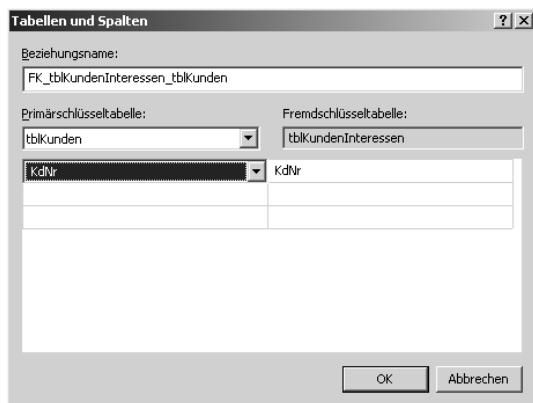 Tabellen und Spalten
Beziehungsname:
FK_tblKundenInteressen_tblKunden
Primärschlüsseltabelle: Fremdschlüsseltabelle:
tblKunden tblKundenInteressen
KdNr KdNr
OK Abbrechen